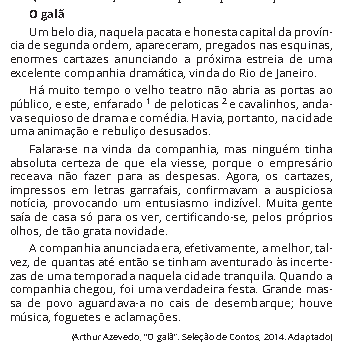 O galã
Um belo dia, naquela pacata e honesta capital da provín-
cia de segunda ordem, apareceram, pregados nas esquinas,
enormes cartazes anunciando a próxima estreia de uma
excelente companhia dramática, vinda do Rio de Janeiro.
Há muito tempo o velho teatro não abria as portas ao
público, e este, enfarado ¹ de peloticas ² e cavalinhos, anda-
va sequioso de drama e comédia. Havia, portanto, na cidade
uma animação e rebuliço desusados.
Falara-se na vinda da companhia, mas ninguém tinha
absoluta certeza de que ela viesse, porque o empresário
receava não fazer para as despesas. Agora, os cartazes,
impressos em letras garrafais, confirmavam a auspiciosa
notícia, provocando um entusiasmo indizível. Muita gente
saía de casa só para os ver, certificando-se, pelos próprios
olhos, de tão grata novidade.
A companhia anunciada era, efetivamente, a melhor, tal-
vez, de quantas até então se tinham aventurado às incerte-
zas de uma temporada naquela cidade tranquila. Quando a
companhia chegou, foi uma verdadeira festa. Grande mas-
sa de povo aguardava-a no cais de desembarque; houve
música, foguetes e aclamações.
(Arthur Azevedo, "O galã". Seleção de Contos, 2014. Adaptado)